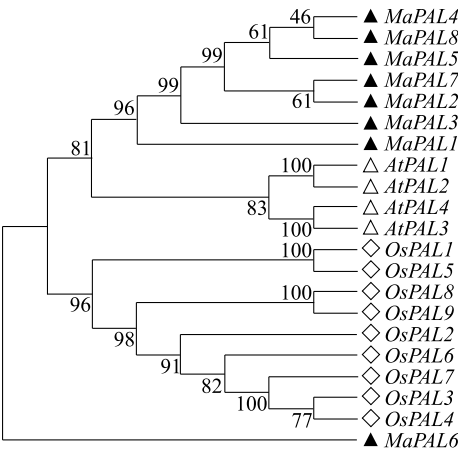 46
▲ MaPAL4
61
▲ MaPAL8
99
▲ MaPAL5
99
▲ MaPAL7
61
▲ MaPAL2
96
▲ MaPAL3
81
▲ MaPAL1
100
△ AtPAL1
△ AtPAL2
83
△ AtPAL4
100
△ AtPAL3
100
◇ OsPAL1
◇ OsPAL5
96
100
◇ OsPAL8
◇ OsPAL9
98
◇ OsPAL2
91
◇ OsPAL6
82
◇ OsPAL7
100
◇ OsPAL3
77
◇ OsPAL4
▲ MaPAL6